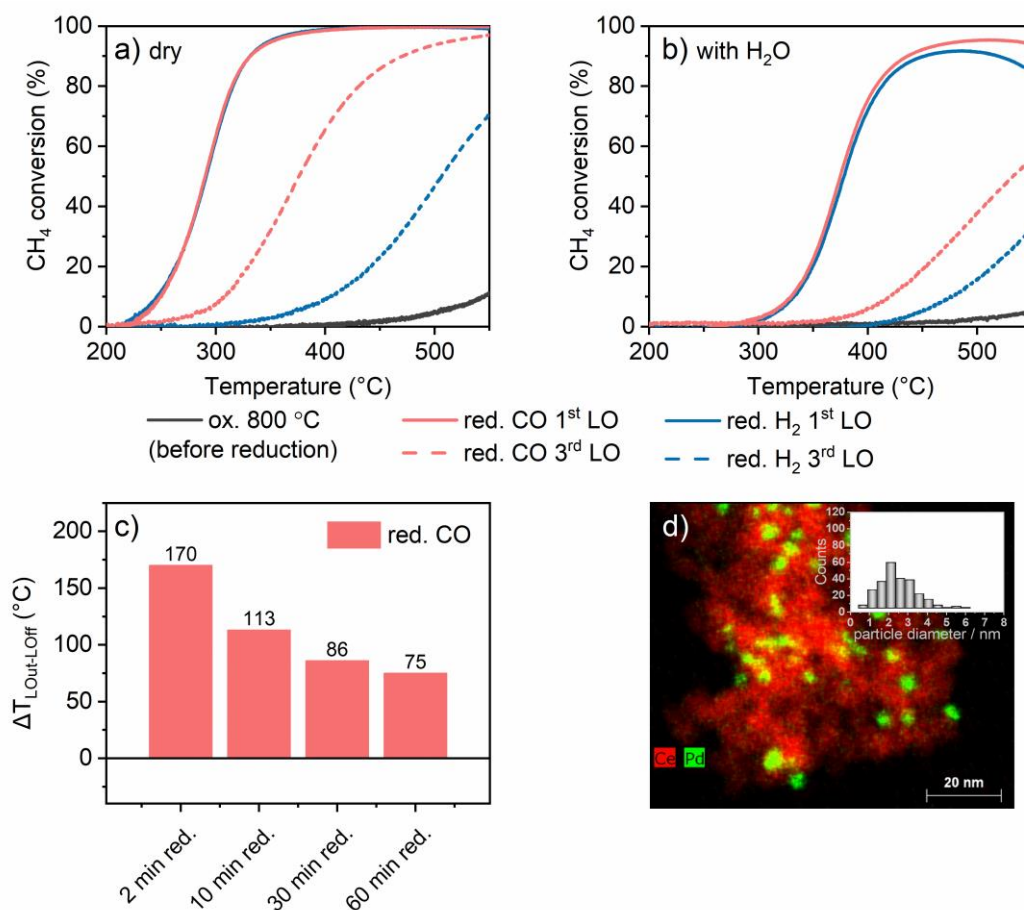 a) dry
CH₄ conversion (%)
100
80
60
40
20
0
200 300 400 500
Temperature (°C)
b) with H₂O
CH₄ conversion (%)
100
80
60
40
20
0
200 300 400 500
Temperature (°C)
ox. 800 °C
(before reduction)
red. CO 1st LO
red. CO 3rd LO
red. H₂ 1st LO
red. H₂ 3rd LO
c)
red. CO
ΔT LOut-LOff (°C)
200
150
100
50
0
170
113
86
75
2 min red.
10 min red.
30 min red.
60 min red.
d)
Counts
120
100
80
60
40
20
0
0 1 2 3 4 5 6 7 8
particle diameter / nm
Ce Pd
20 nm